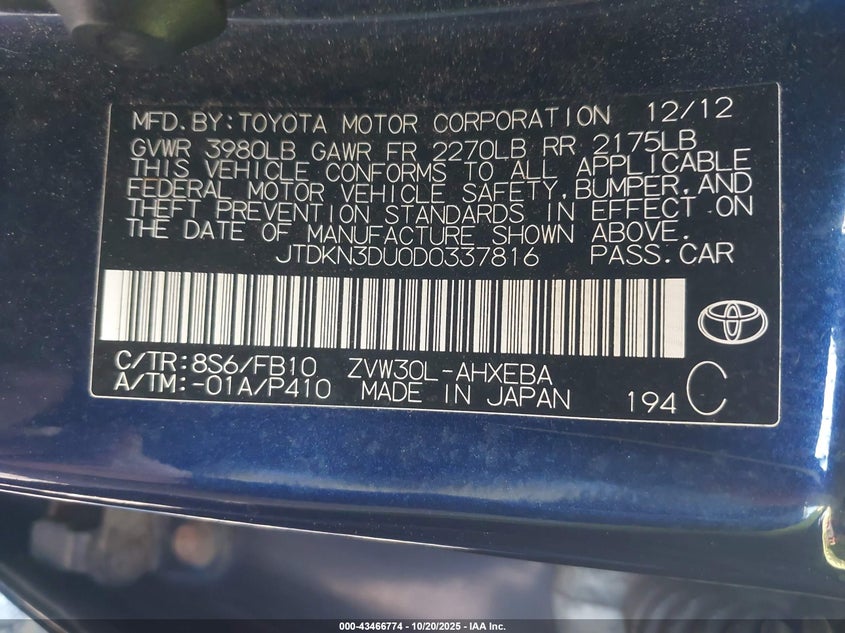 MFD.BY:TOYOTA MOTOR CORPORATION 12/12
GVWR 3980LB GAWR FR 2270LB RR 2175LB
THIS VEHICLE CONFORMS TO ALL APPLICABLE
FEDERAL MOTOR VEHICLE SAFETY,BUMPER,AND
THEFT PREVENTION STANDARDS IN EFFECT ON
THE DATE OF MANUFACTURE SHOWN ABOVE.
JTDKN3DU0D0337816 PASS.CAR
C/TR:8S6/FB10 ZVW30L-AHXEBA
A/TM:-01A/P410 MADE IN JAPAN 194 C
000-43466774 | 10/20/2025 - IAA Inc.